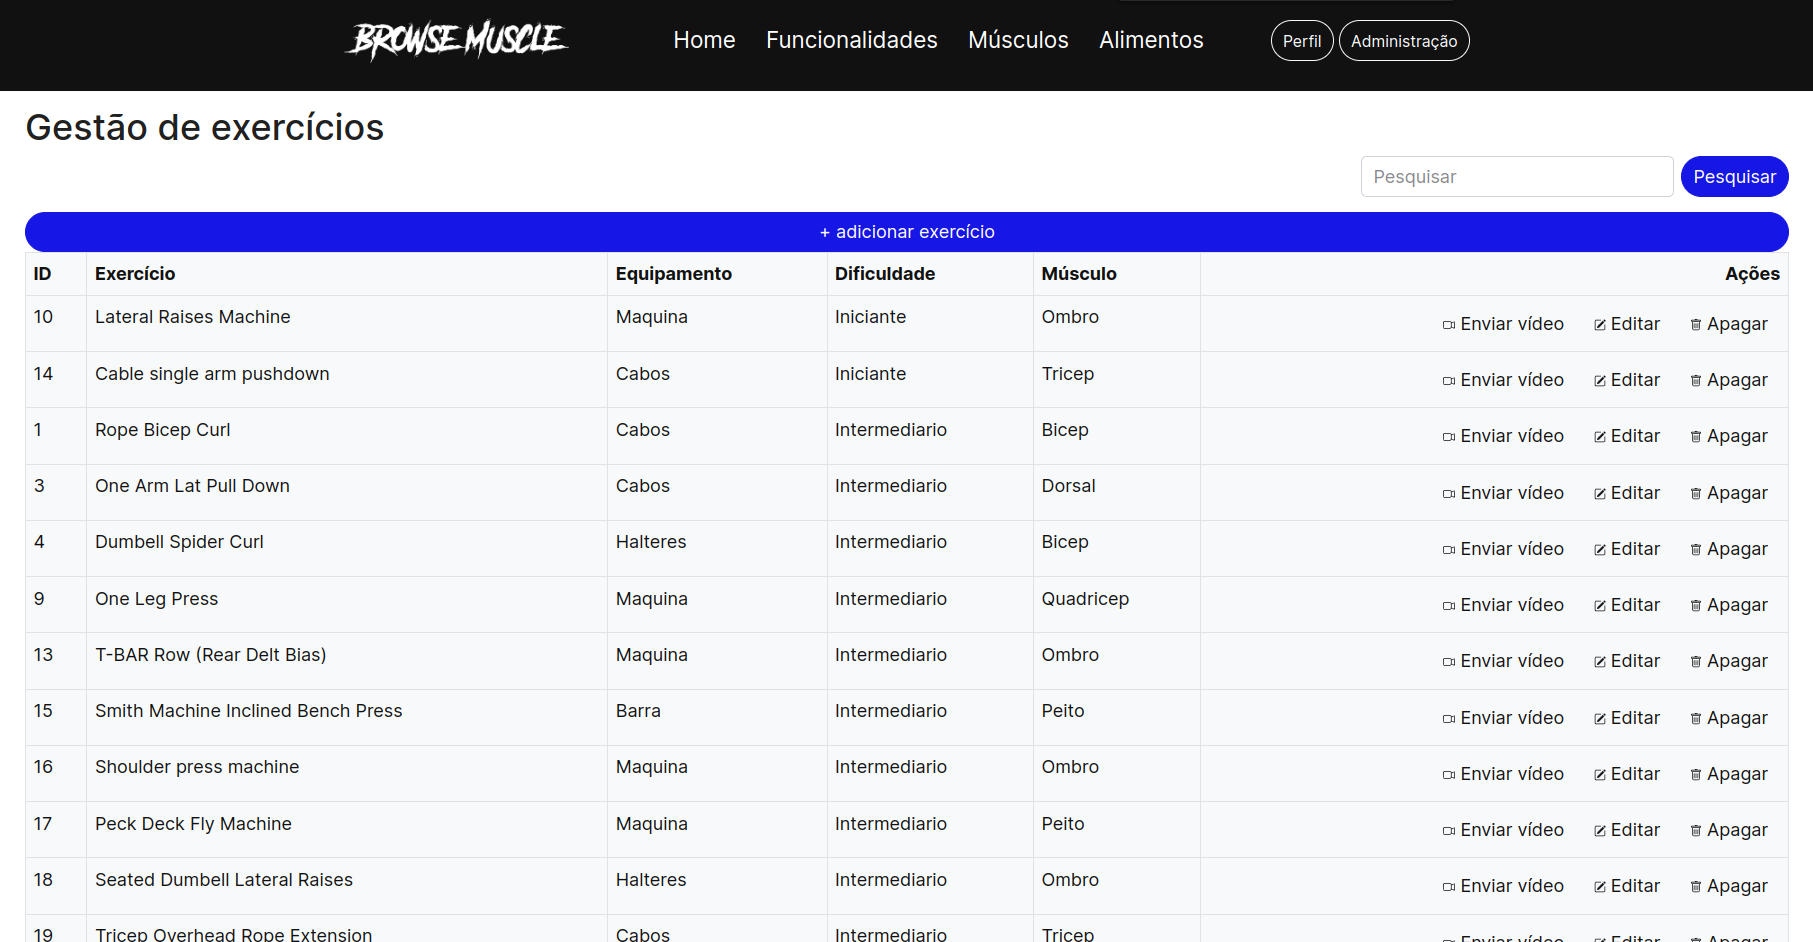 BROWSE MUSCLE Home Funcionalidades Músculos Alimentos Perfil Administração
Gestão de exercícios
Pesquisar Pesquisar
+ adicionar exercício
ID Exercício Equipamento Dificuldade Músculo Ações
10 Lateral Raises Machine Maquina Iniciante Ombro Enviar vídeo Editar Apagar
14 Cable single arm pushdown Cabos Iniciante Tricep Enviar vídeo Editar Apagar
1 Rope Bicep Curl Cabos Intermediario Bicep Enviar vídeo Editar Apagar
3 One Arm Lat Pull Down Cabos Intermediario Dorsal Enviar vídeo Editar Apagar
4 Dumbell Spider Curl Halteres Intermediario Bicep Enviar vídeo Editar Apagar
9 One Leg Press Maquina Intermediario Quadricep Enviar vídeo Editar Apagar
13 T-BAR Row (Rear Delt Bias) Maquina Intermediario Ombro Enviar vídeo Editar Apagar
15 Smith Machine Inclined Bench Press Barra Intermediario Peito Enviar vídeo Editar Apagar
16 Shoulder press machine Maquina Intermediario Ombro Enviar vídeo Editar Apagar
17 Peck Deck Fly Machine Maquina Intermediario Peito Enviar vídeo Editar Apagar
18 Seated Dumbell Lateral Raises Halteres Intermediario Ombro Enviar vídeo Editar Apagar
19 Tricep Overhead Rope Extension Cabos Intermediario Tricep Enviar vídeo Editar Apagar